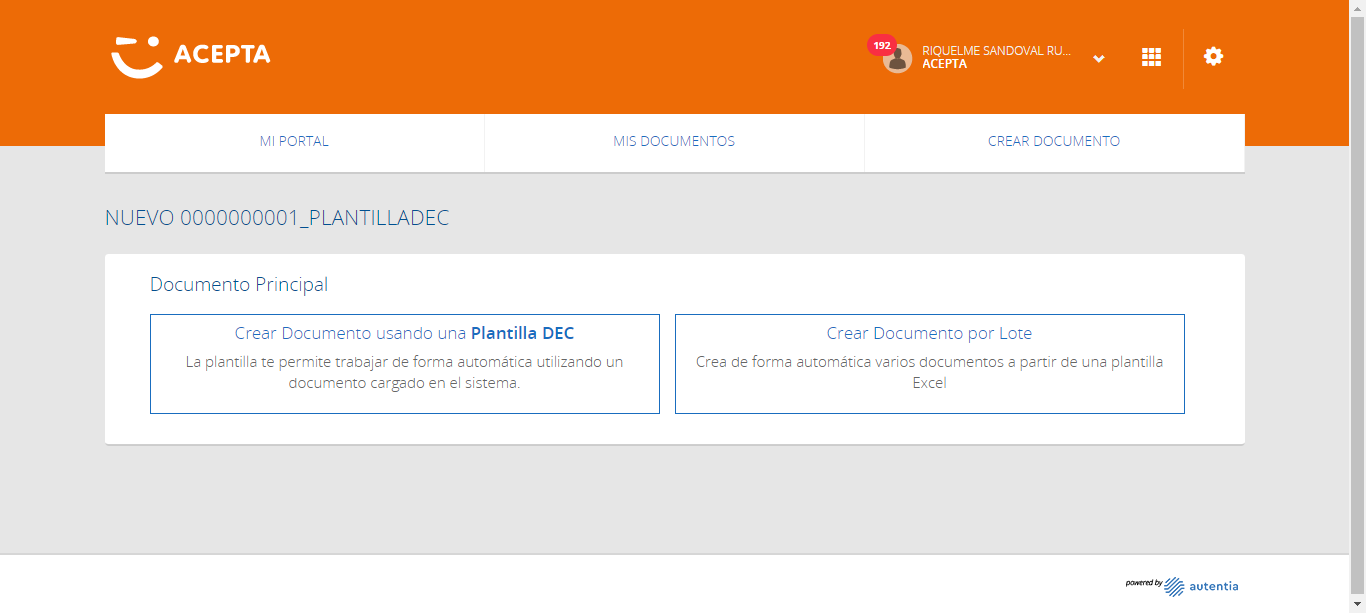 ACEPTA
192
RIQUELME SANDOVAL RU...
ACEPTA
MI PORTAL
MIS DOCUMENTOS
CREAR DOCUMENTO
NUEVO 0000000001_PLANTILLADEC
Documento Principal
Crear Documento usando una Plantilla DEC
La plantilla te permite trabajar de forma automática utilizando un
documento cargado en el sistema.
Crear Documento por Lote
Crea de forma automática varios documentos a partir de una plantilla
Excel
powered by autentia